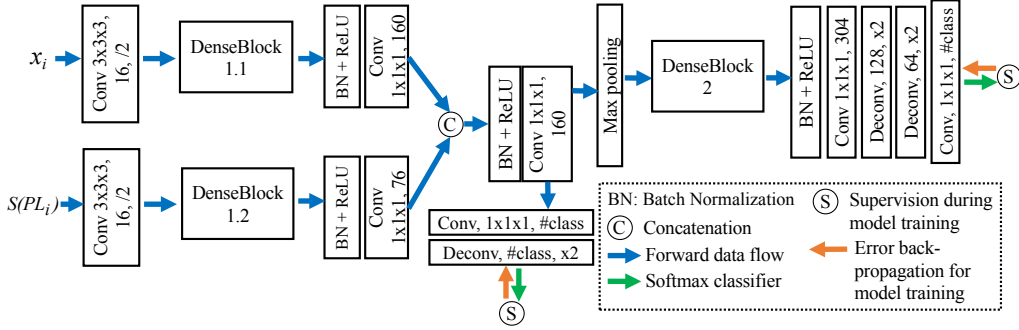 x_i
Conv 3x3x3,
16, /2
DenseBlock
1.1
BN + ReLU
Conv
1x1x1, 160
S(PL_i)
Conv 3x3x3,
16, /2
DenseBlock
1.2
BN + ReLU
Conv
1x1x1, 76
C
BN + ReLU
Conv 1x1x1,
160
Conv, 1x1x1, #class
Deconv, #class, x2
S
Max pooling
DenseBlock
2
BN + ReLU
Conv 1x1x1, 304
Deconv, 128, x2
Deconv, 64, x2
Conv, 1x1x1, #class
S
BN: Batch Normalization
C Concatenation
Forward data flow
Softmax classifier
S Supervision during
model training
Error back-
propagation for
model training